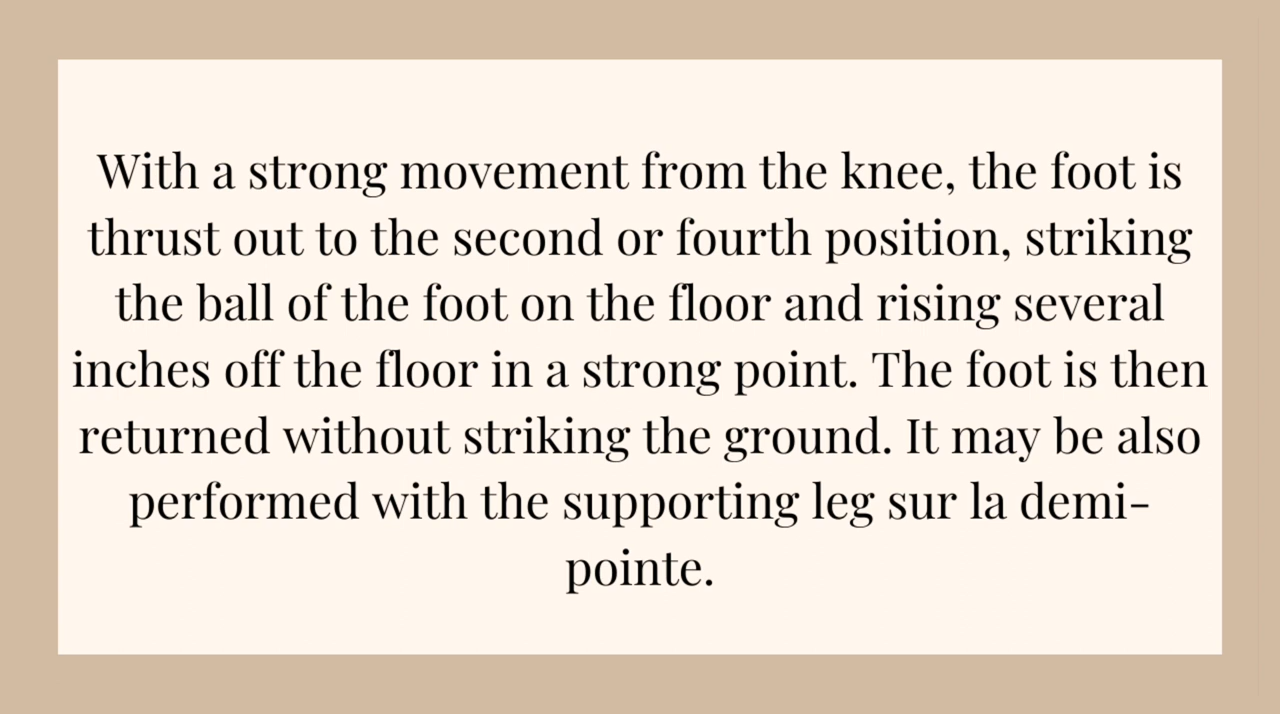 With a strong movement from the knee, the foot is
thrust out to the second or fourth position, striking
the ball of the foot on the floor and rising several
inches off the floor in a strong point. The foot is then
returned without striking the ground. It may be also
performed with the supporting leg sur la demi-
pointe.